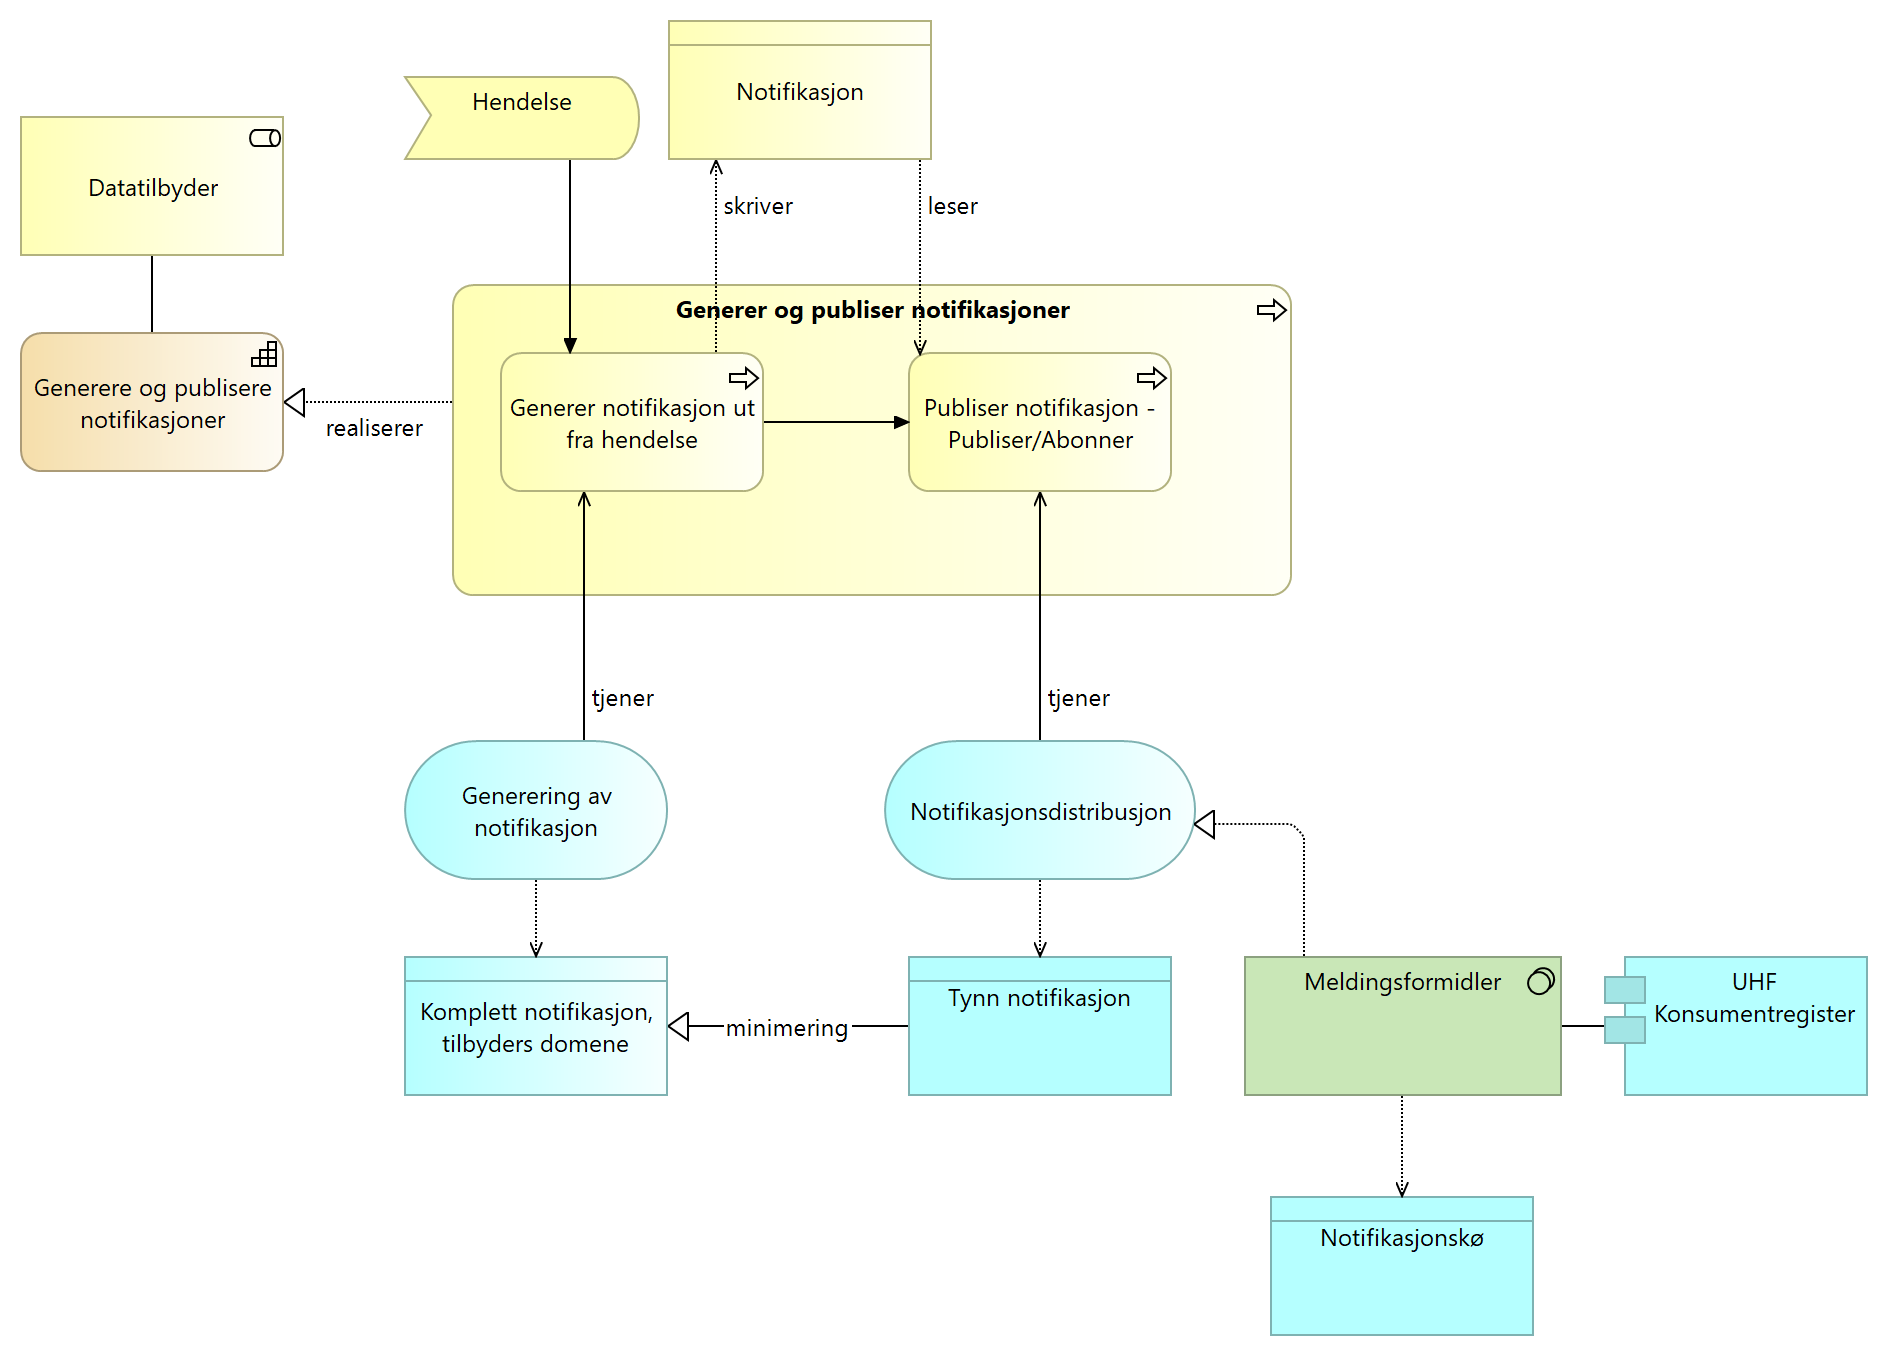 Hendelse
Notifikasjon
Datatilbyder
skriver
leser
Generer og publiser notifikasjoner
Generere og publisere
notifikasjoner
realiserer
Generer notifikasjon ut
fra hendelse
Publiser notifikasjon -
Publiser/Abonner
tjener
tjener
Generering av
notifikasjon
Notifikasjonsdistribusjon
Komplett notifikasjon,
tilbyders domene
minimering
Tynn notifikasjon
Meldingsformidler
UHF
Konsumentregister
Notifikasjonskø